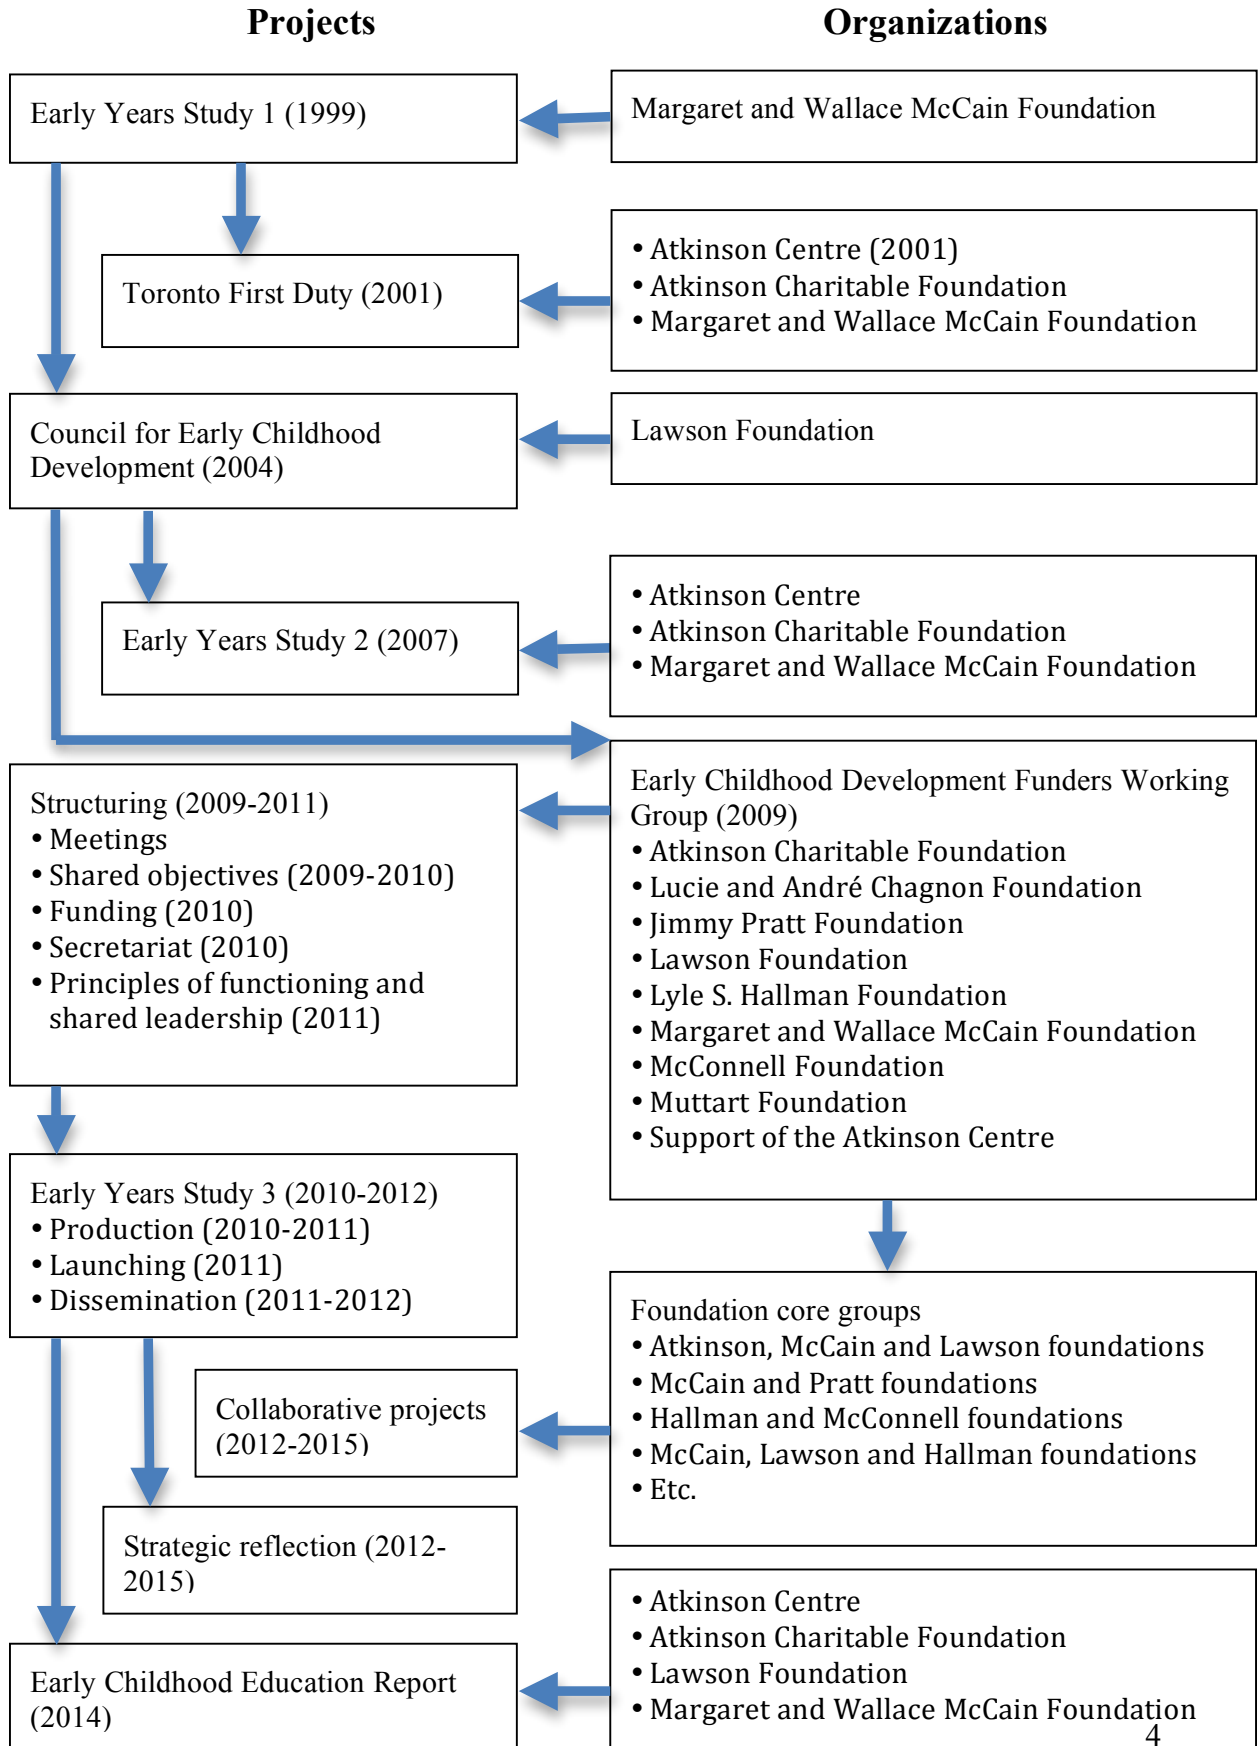 Projects
Organizations
Early Years Study 1 (1999)
Margaret and Wallace McCain Foundation
Toronto First Duty (2001)
• Atkinson Centre (2001)
• Atkinson Charitable Foundation
• Margaret and Wallace McCain Foundation
Council for Early Childhood
Development (2004)
Lawson Foundation
Early Years Study 2 (2007)
• Atkinson Centre
• Atkinson Charitable Foundation
• Margaret and Wallace McCain Foundation
Structuring (2009-2011)
• Meetings
• Shared objectives (2009-2010)
• Funding (2010)
• Secretariat (2010)
• Principles of functioning and
shared leadership (2011)
Early Childhood Development Funders Working
Group (2009)
• Atkinson Charitable Foundation
• Lucie and André Chagnon Foundation
• Jimmy Pratt Foundation
• Lawson Foundation
• Lyle S. Hallman Foundation
• Margaret and Wallace McCain Foundation
• McConnell Foundation
• Muttart Foundation
• Support of the Atkinson Centre
Early Years Study 3 (2010-2012)
• Production (2010-2011)
• Launching (2011)
• Dissemination (2011-2012)
Foundation core groups
• Atkinson, McCain and Lawson foundations
• McCain and Pratt foundations
• Hallman and McConnell foundations
• McCain, Lawson and Hallman foundations
• Etc.
Collaborative projects
(2012-2015)
Strategic reflection (2012-
2015)
Early Childhood Education Report
(2014)
• Atkinson Centre
• Atkinson Charitable Foundation
• Lawson Foundation
• Margaret and Wallace McCain Foundation
4